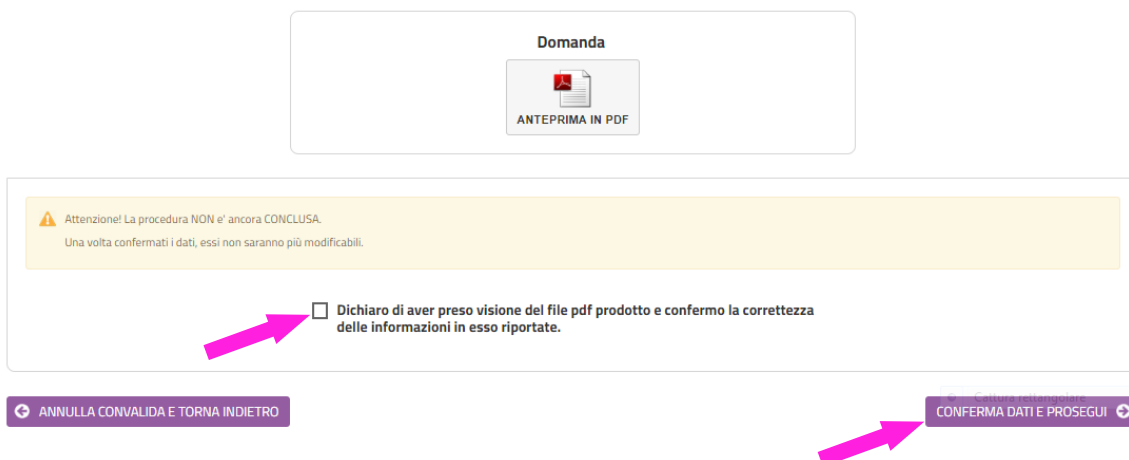 Domanda
ANTEPRIMA IN PDF
Attenzione! La procedura NON e' ancora CONCLUSA.
Una volta confermati i dati, essi non saranno più modificabili.
Dichiaro di aver preso visione del file pdf prodotto e confermo la correttezza
delle informazioni in esso riportate.
ANNULLA CONVALIDA E TORNA INDIETRO
Cattura rettangolare
CONFERMA DATI E PROSEGUI